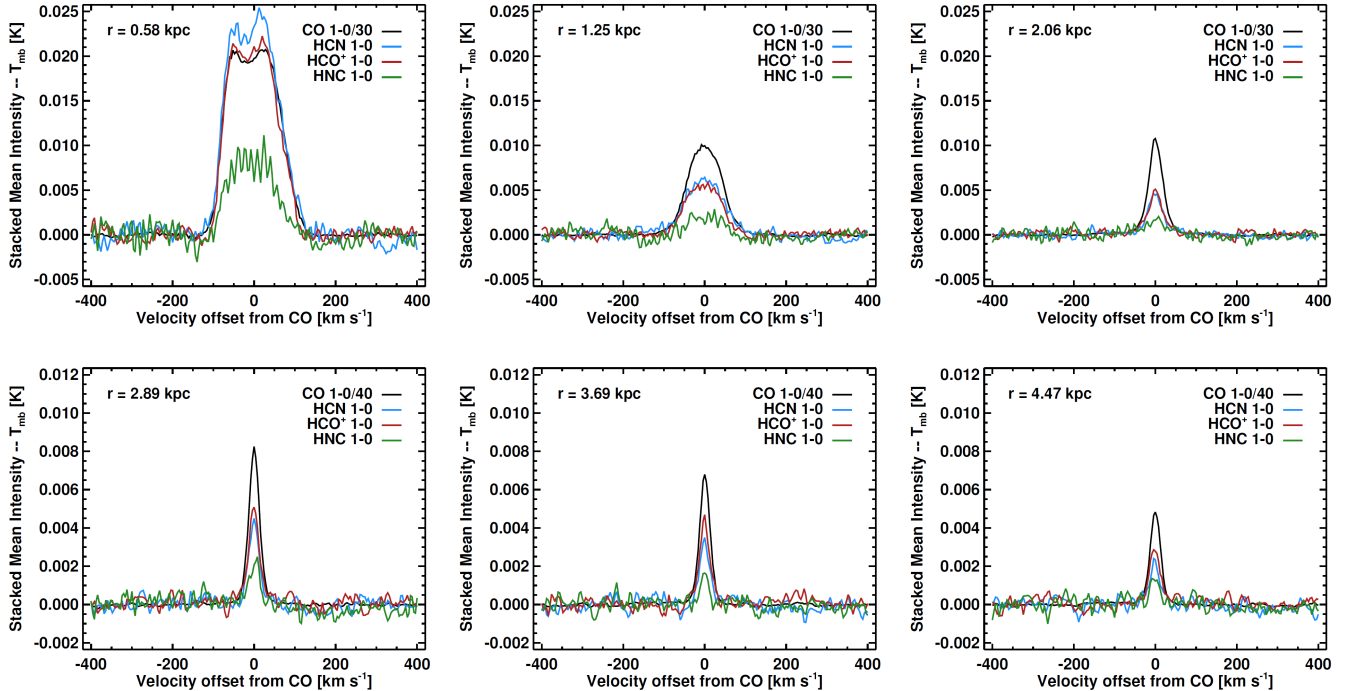 r = 0.58 kpc
CO 1-0/30
HCN 1-0
HCO⁺ 1-0
HNC 1-0
0.025
0.020
0.015
0.010
0.005
0.000
-0.005
Stacked Mean Intensity -- T_mb [K]
-400 -200 0 200 400
Velocity offset from CO [km s⁻¹]
r = 1.25 kpc
CO 1-0/30
HCN 1-0
HCO⁺ 1-0
HNC 1-0
0.025
0.020
0.015
0.010
0.005
0.000
-0.005
Stacked Mean Intensity -- T_mb [K]
-400 -200 0 200 400
Velocity offset from CO [km s⁻¹]
r = 2.06 kpc
CO 1-0/30
HCN 1-0
HCO⁺ 1-0
HNC 1-0
0.025
0.020
0.015
0.010
0.005
0.000
-0.005
Stacked Mean Intensity -- T_mb [K]
-400 -200 0 200 400
Velocity offset from CO [km s⁻¹]
r = 2.89 kpc
CO 1-0/40
HCN 1-0
HCO⁺ 1-0
HNC 1-0
0.012
0.010
0.008
0.006
0.004
0.002
0.000
-0.002
Stacked Mean Intensity -- T_mb [K]
-400 -200 0 200 400
Velocity offset from CO [km s⁻¹]
r = 3.69 kpc
CO 1-0/40
HCN 1-0
HCO⁺ 1-0
HNC 1-0
0.012
0.010
0.008
0.006
0.004
0.002
0.000
-0.002
Stacked Mean Intensity -- T_mb [K]
-400 -200 0 200 400
Velocity offset from CO [km s⁻¹]
r = 4.47 kpc
CO 1-0/40
HCN 1-0
HCO⁺ 1-0
HNC 1-0
0.012
0.010
0.008
0.006
0.004
0.002
0.000
-0.002
Stacked Mean Intensity -- T_mb [K]
-400 -200 0 200 400
Velocity offset from CO [km s⁻¹]